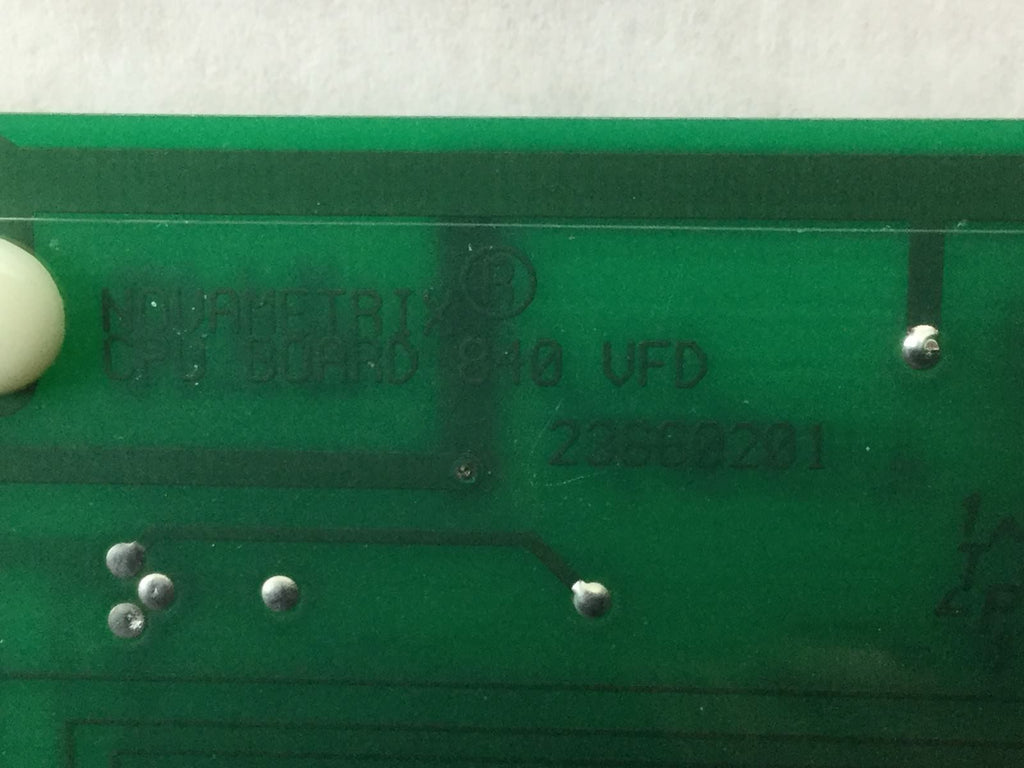 NOVAMETRIX®
CPU BOARD 840 VFD
23660201